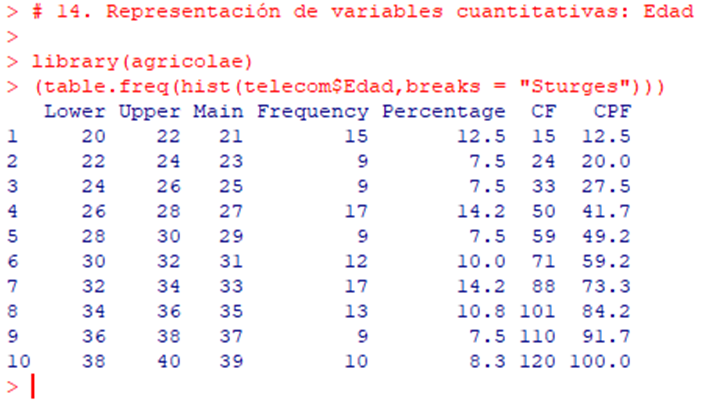 > # 14. Representación de variables cuantitativas: Edad
>
> library(agricolae)
> (table.freq(hist(telecom$Edad,breaks = "Sturges")))
Lower Upper Main Frequency Percentage CF CPF
1 20 22 21 15 12.5 15 12.5
2 22 24 23 9 7.5 24 20.0
3 24 26 25 9 7.5 33 27.5
4 26 28 27 17 14.2 50 41.7
5 28 30 29 9 7.5 59 49.2
6 30 32 31 12 10.0 71 59.2
7 32 34 33 17 14.2 88 73.3
8 34 36 35 13 10.8 101 84.2
9 36 38 37 9 7.5 110 91.7
10 38 40 39 10 8.3 120 100.0
>